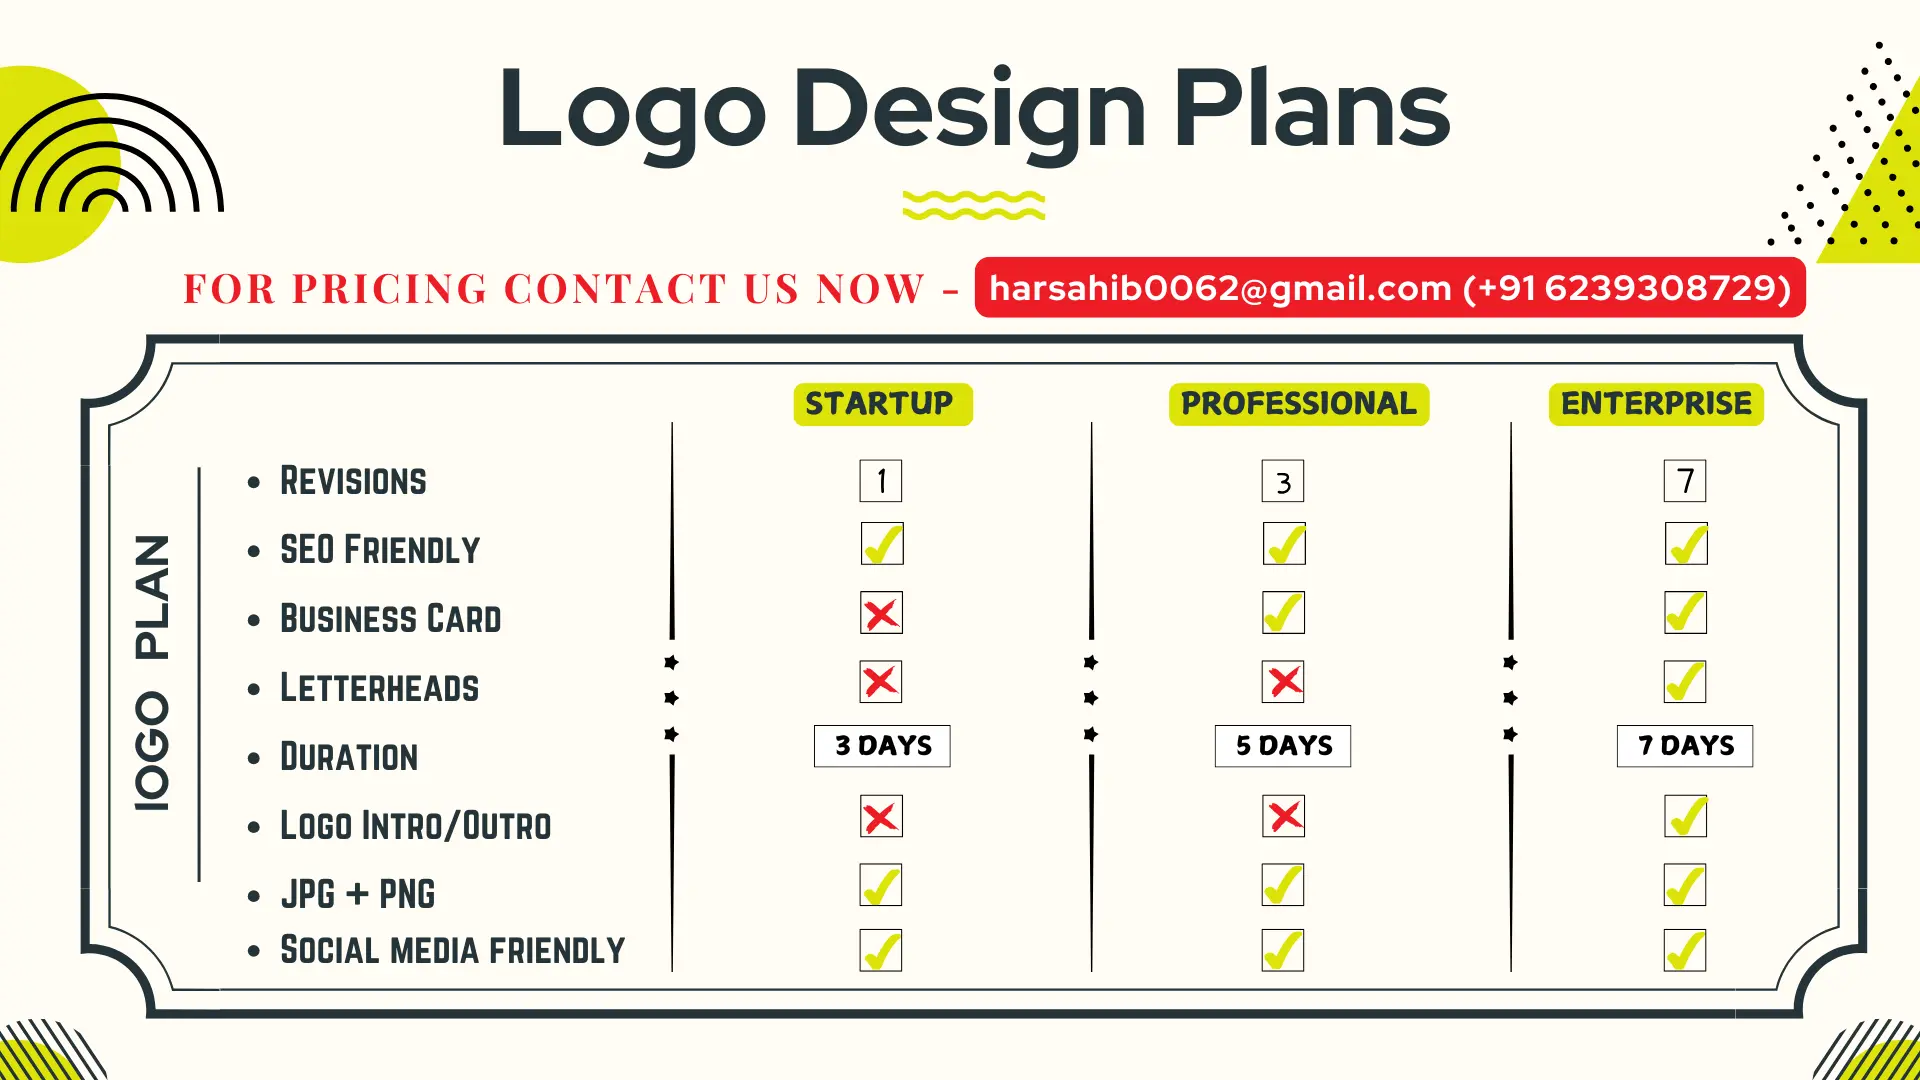 Logo Design Plans
FOR PRICING CONTACT US NOW - harsahib0062@gmail.com (+91 6239308729)
STARTUP PROFESSIONAL ENTERPRISE
lOGO PLAN
• REVISIONS 1 3 7
• SEO FRIENDLY
• BUSINESS CARD
• LETTERHEADS
• DURATION 3 DAYS 5 DAYS 7 DAYS
• LOGO INTRO/OUTRO
• JPG + PNG
• SOCIAL MEDIA FRIENDLY